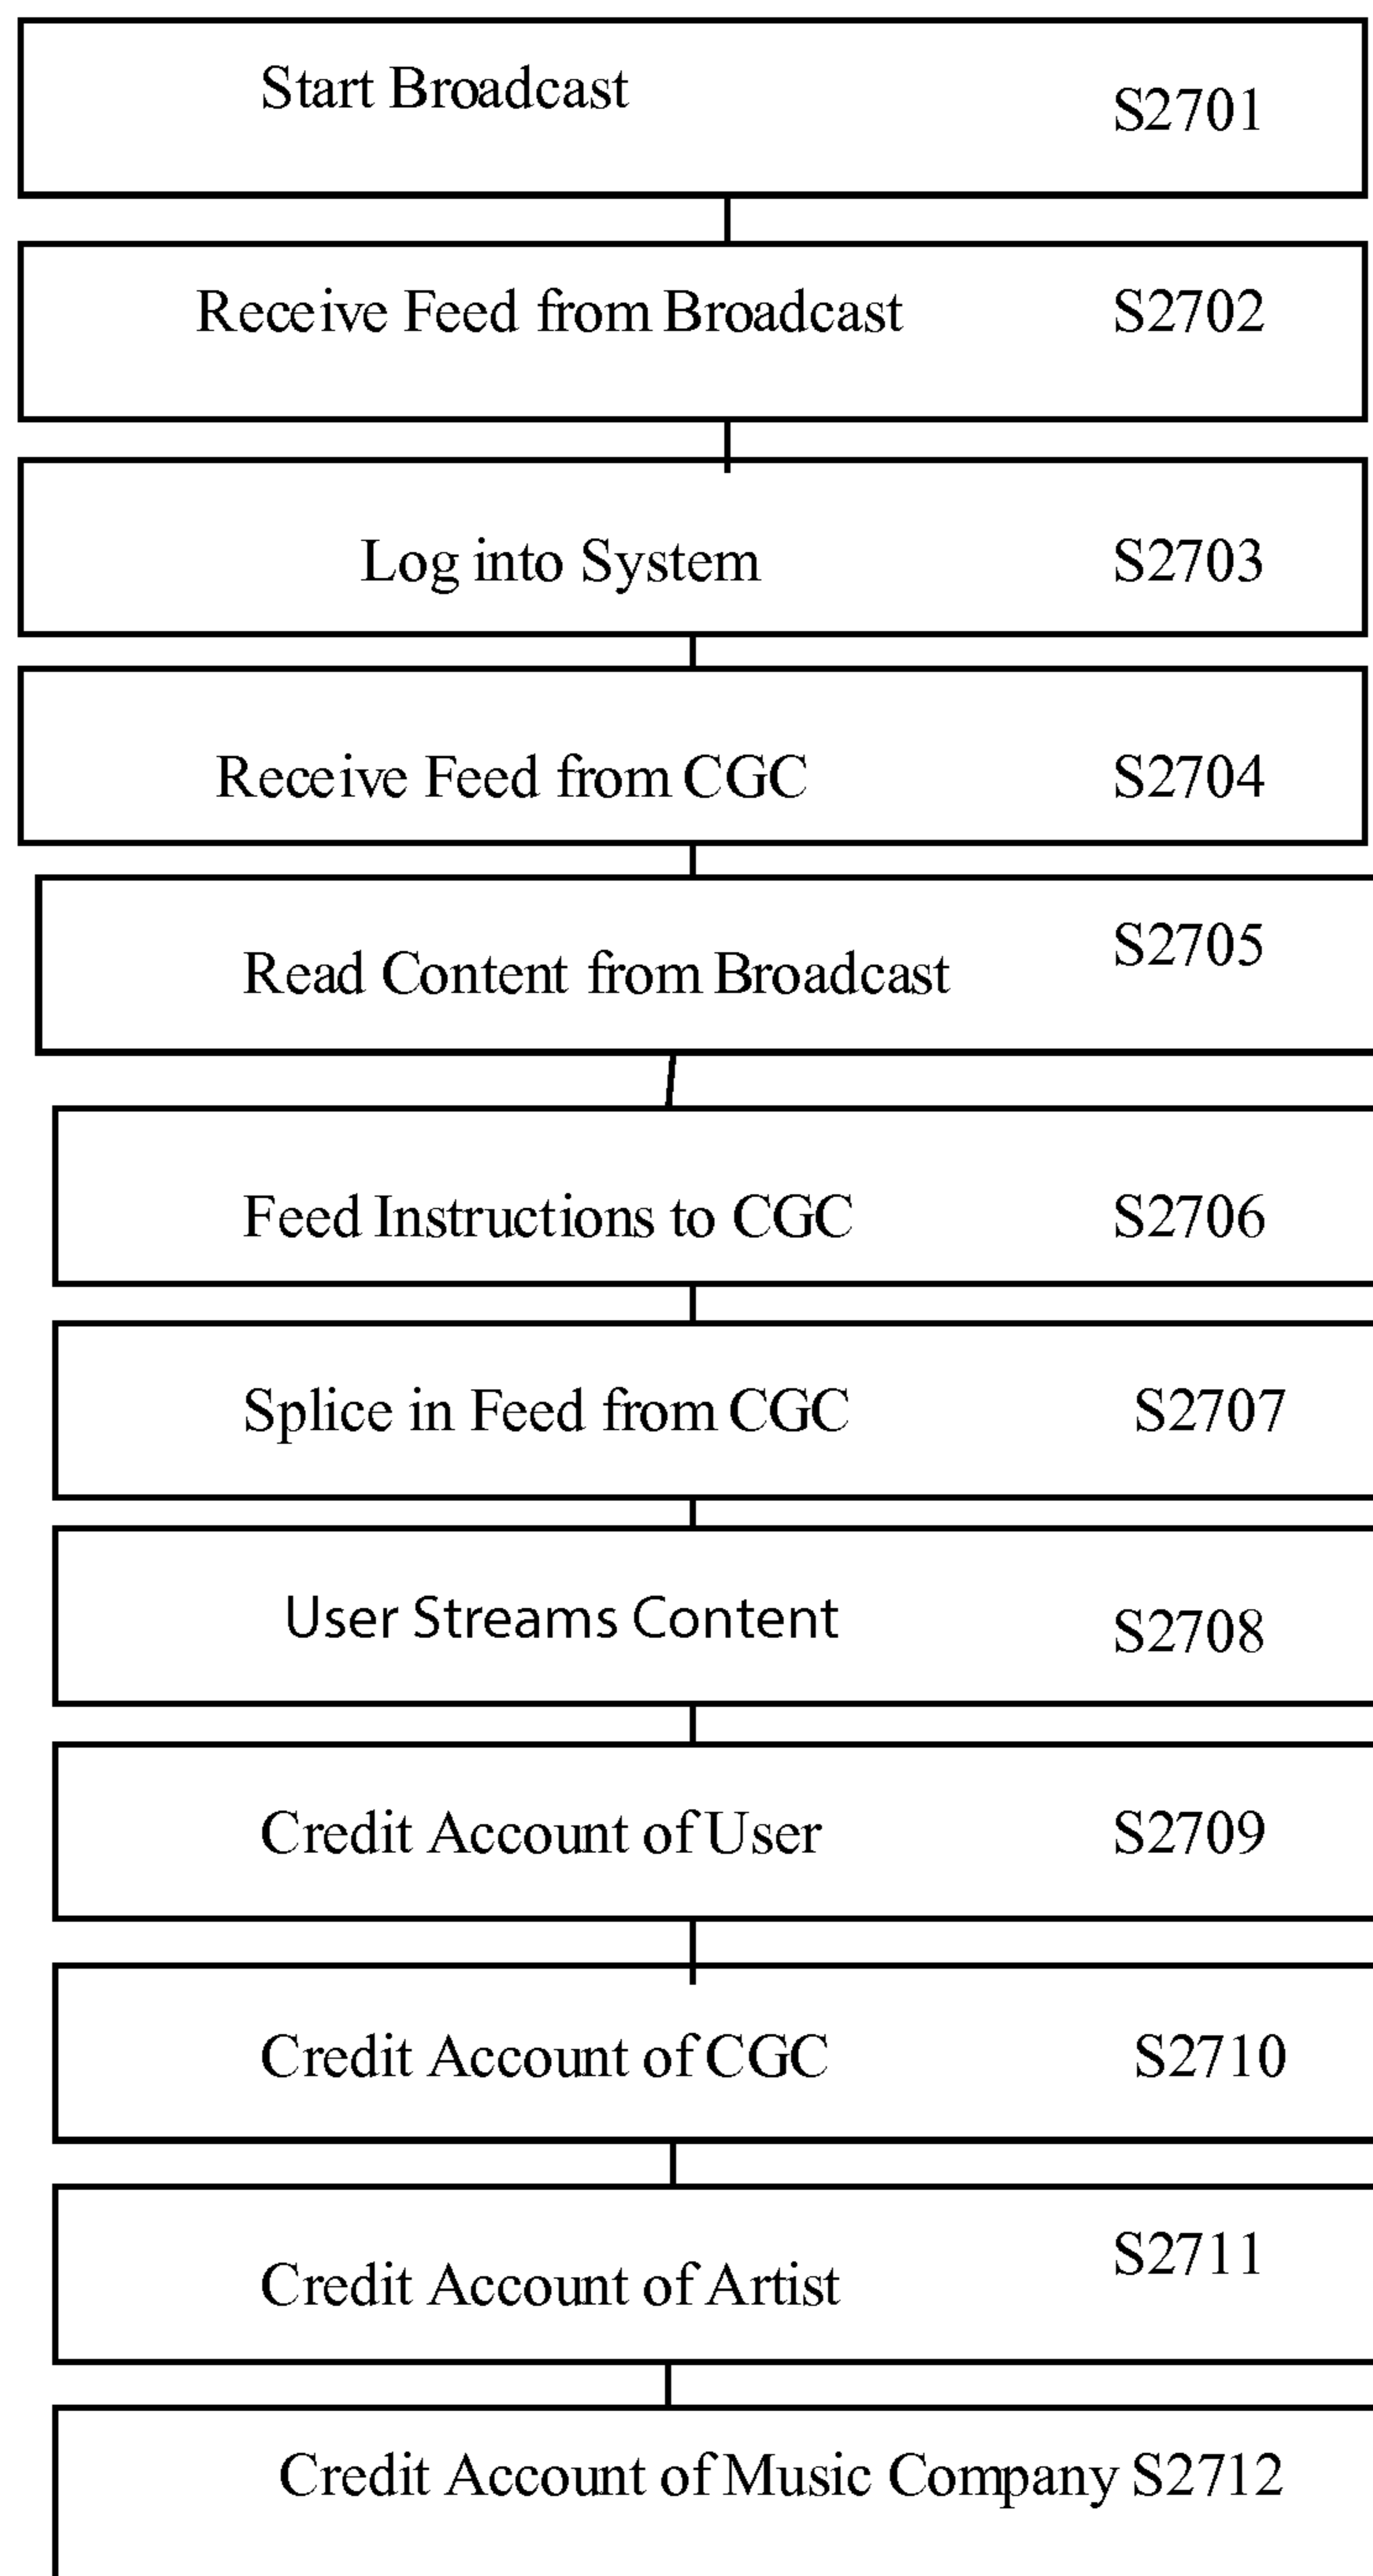 Start Broadcast S2701
Receive Feed from Broadcast S2702
Log into System S2703
Receive Feed from CGC S2704
Read Content from Broadcast S2705
Feed Instructions to CGC S2706
Splice in Feed from CGC S2707
User Streams Content S2708
Credit Account of User S2709
Credit Account of CGC S2710
Credit Account of Artist S2711
Credit Account of Music Company S2712